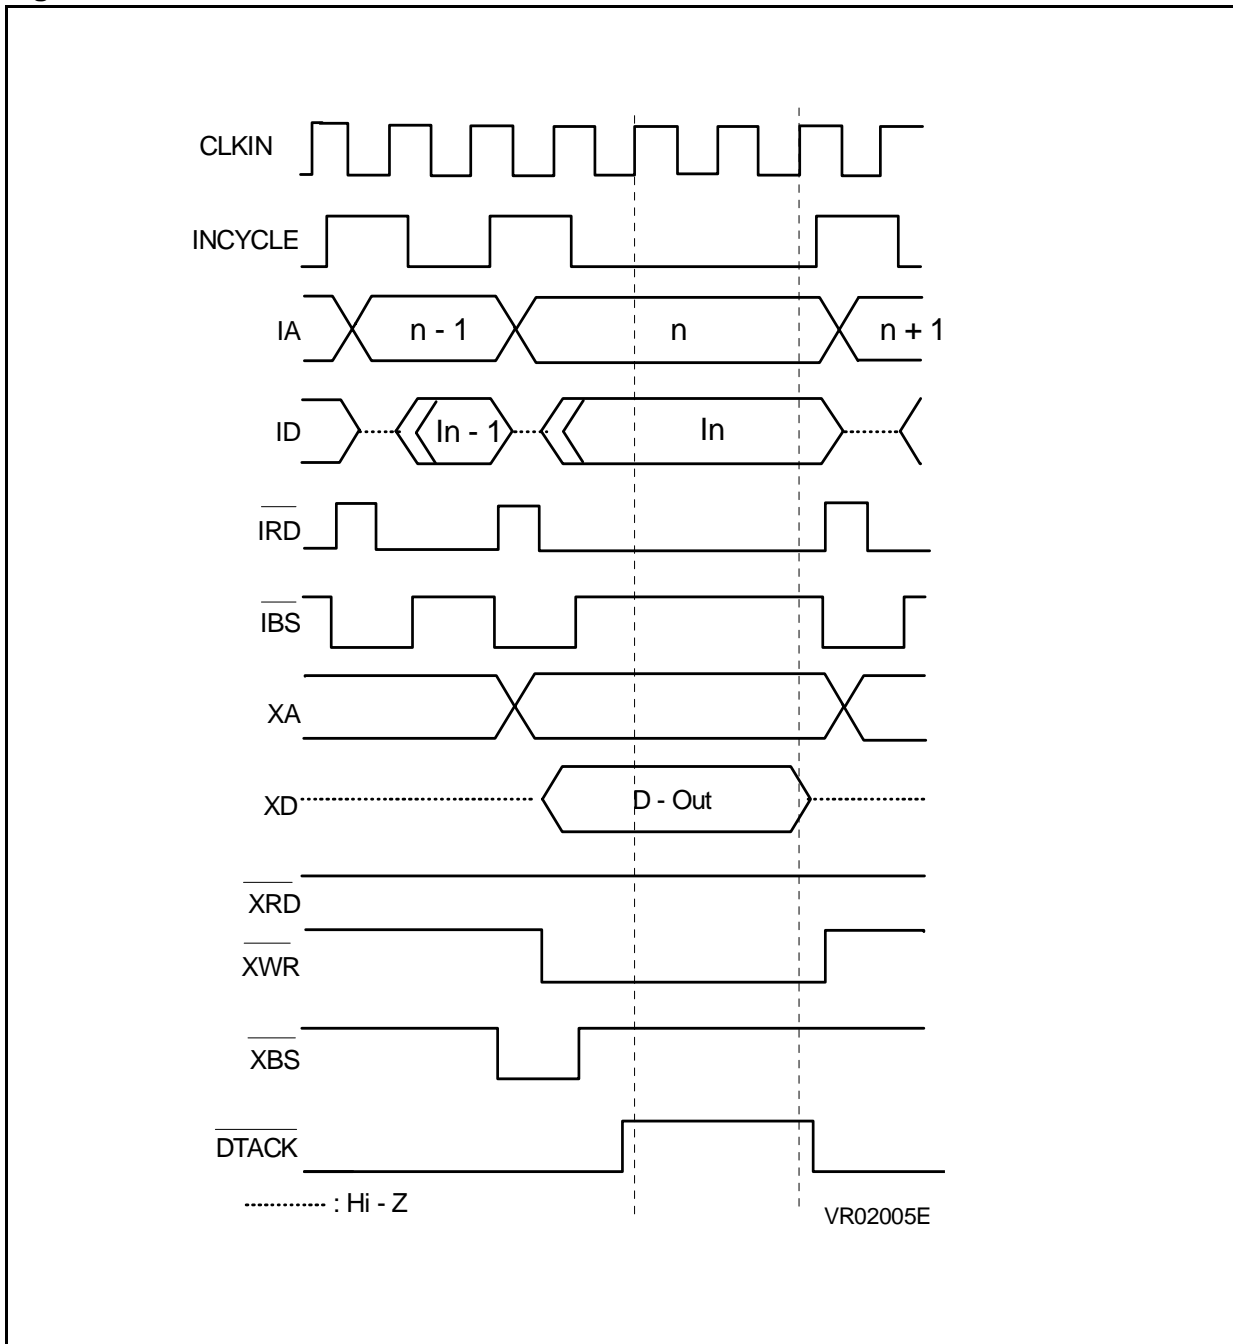 CLKIN
INCYCLE
IA n - 1 n n + 1
ID In - 1 In
IRD
IBS
XA
XD D - Out
XRD
XWR
XBS
DTACK
: Hi - Z
VR02005E